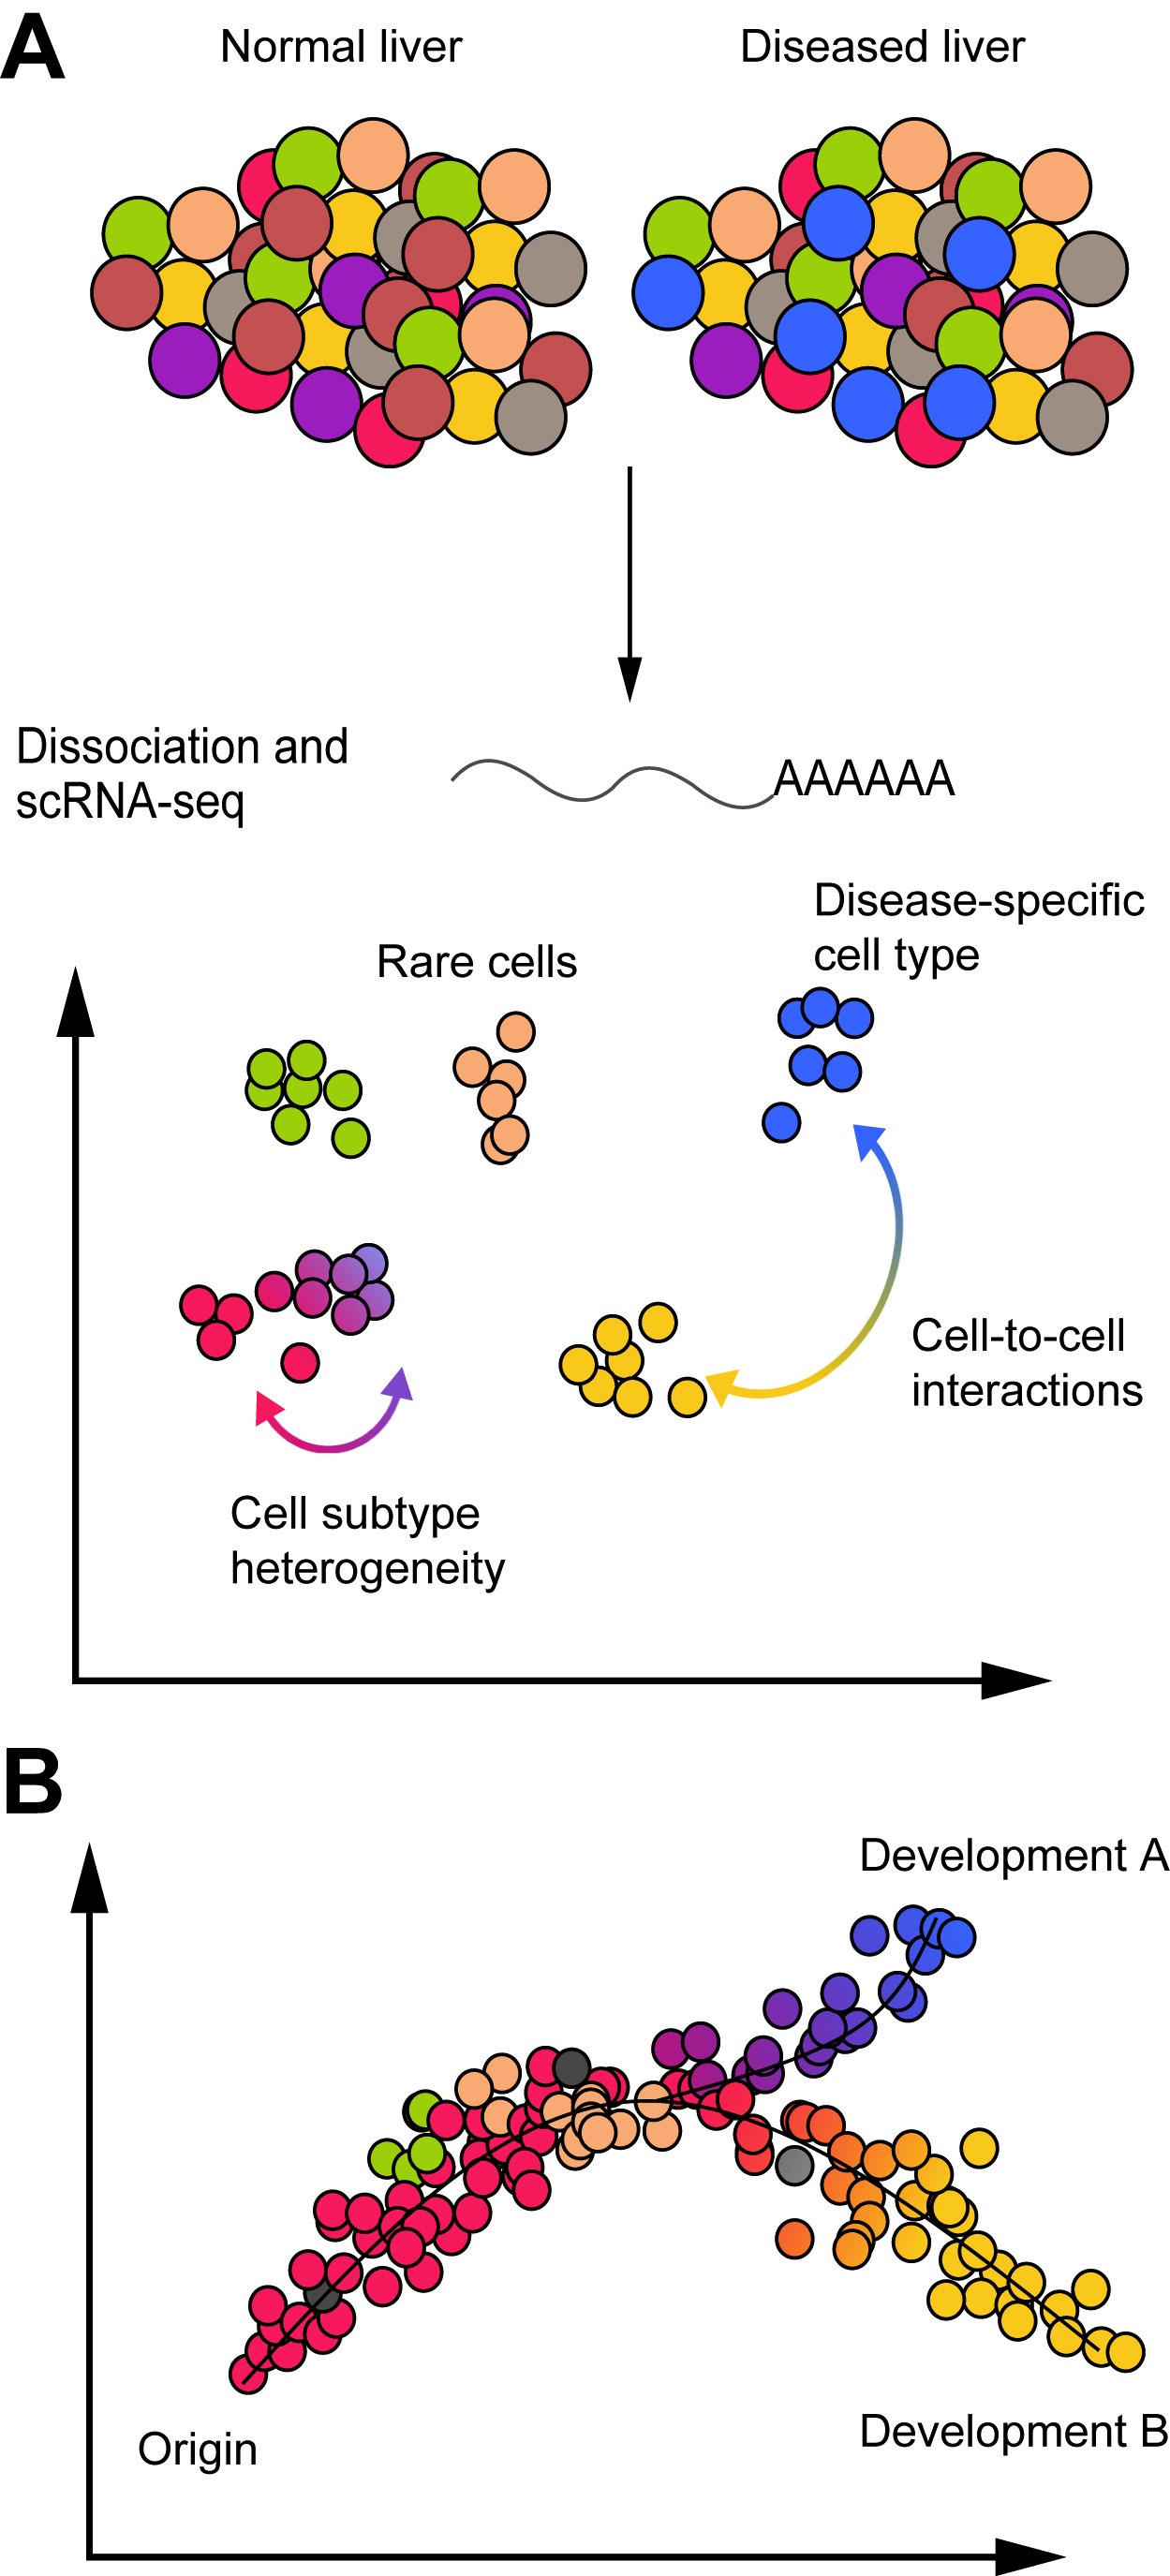 A
Normal liver
Diseased liver
Dissociation and
scRNA-seq
AAAAAA
Disease-specific
cell type
Rare cells
Cell-to-cell
interactions
Cell subtype
heterogeneity
B
Development A
Origin
Development B